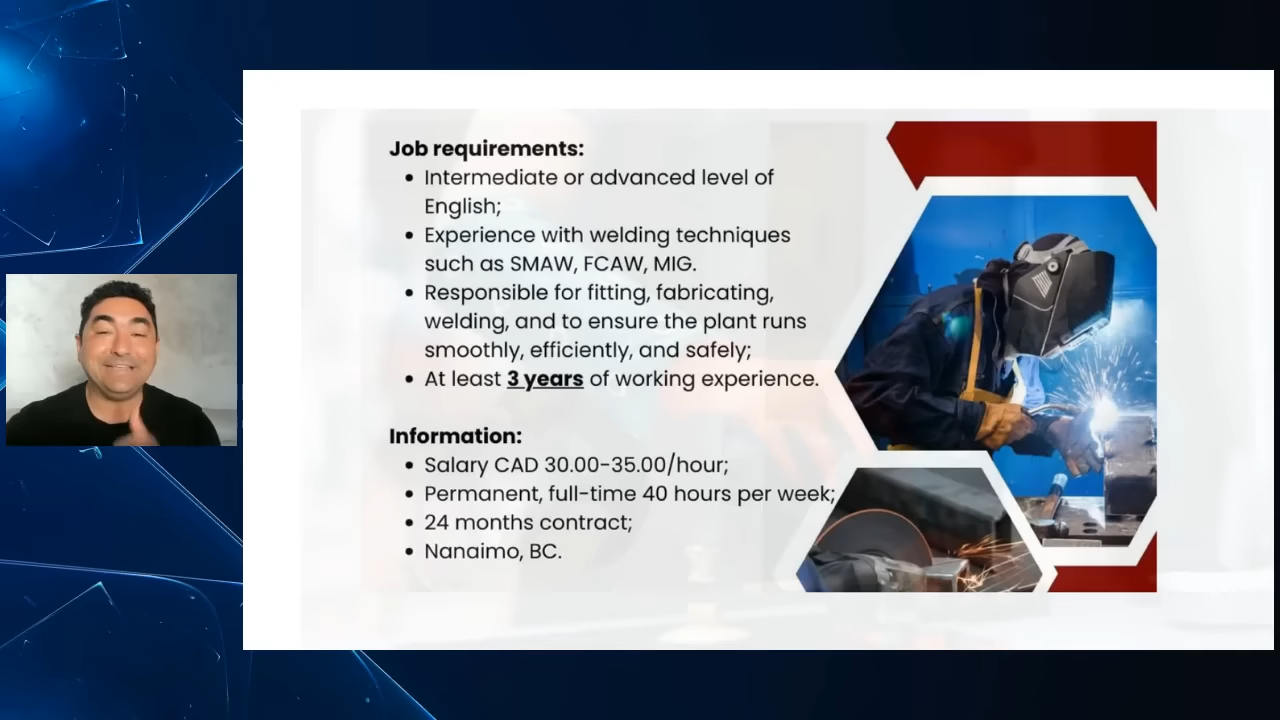 Job requirements:
• Intermediate or advanced level of
English;
• Experience with welding techniques
such as SMAW, FCAW, MIG.
• Responsible for fitting, fabricating,
welding, and to ensure the plant runs
smoothly, efficiently, and safely;
• At least 3 years of working experience.
Information:
• Salary CAD 30.00-35.00/hour;
• Permanent, full-time 40 hours per week;
• 24 months contract;
• Nanaimo, BC.